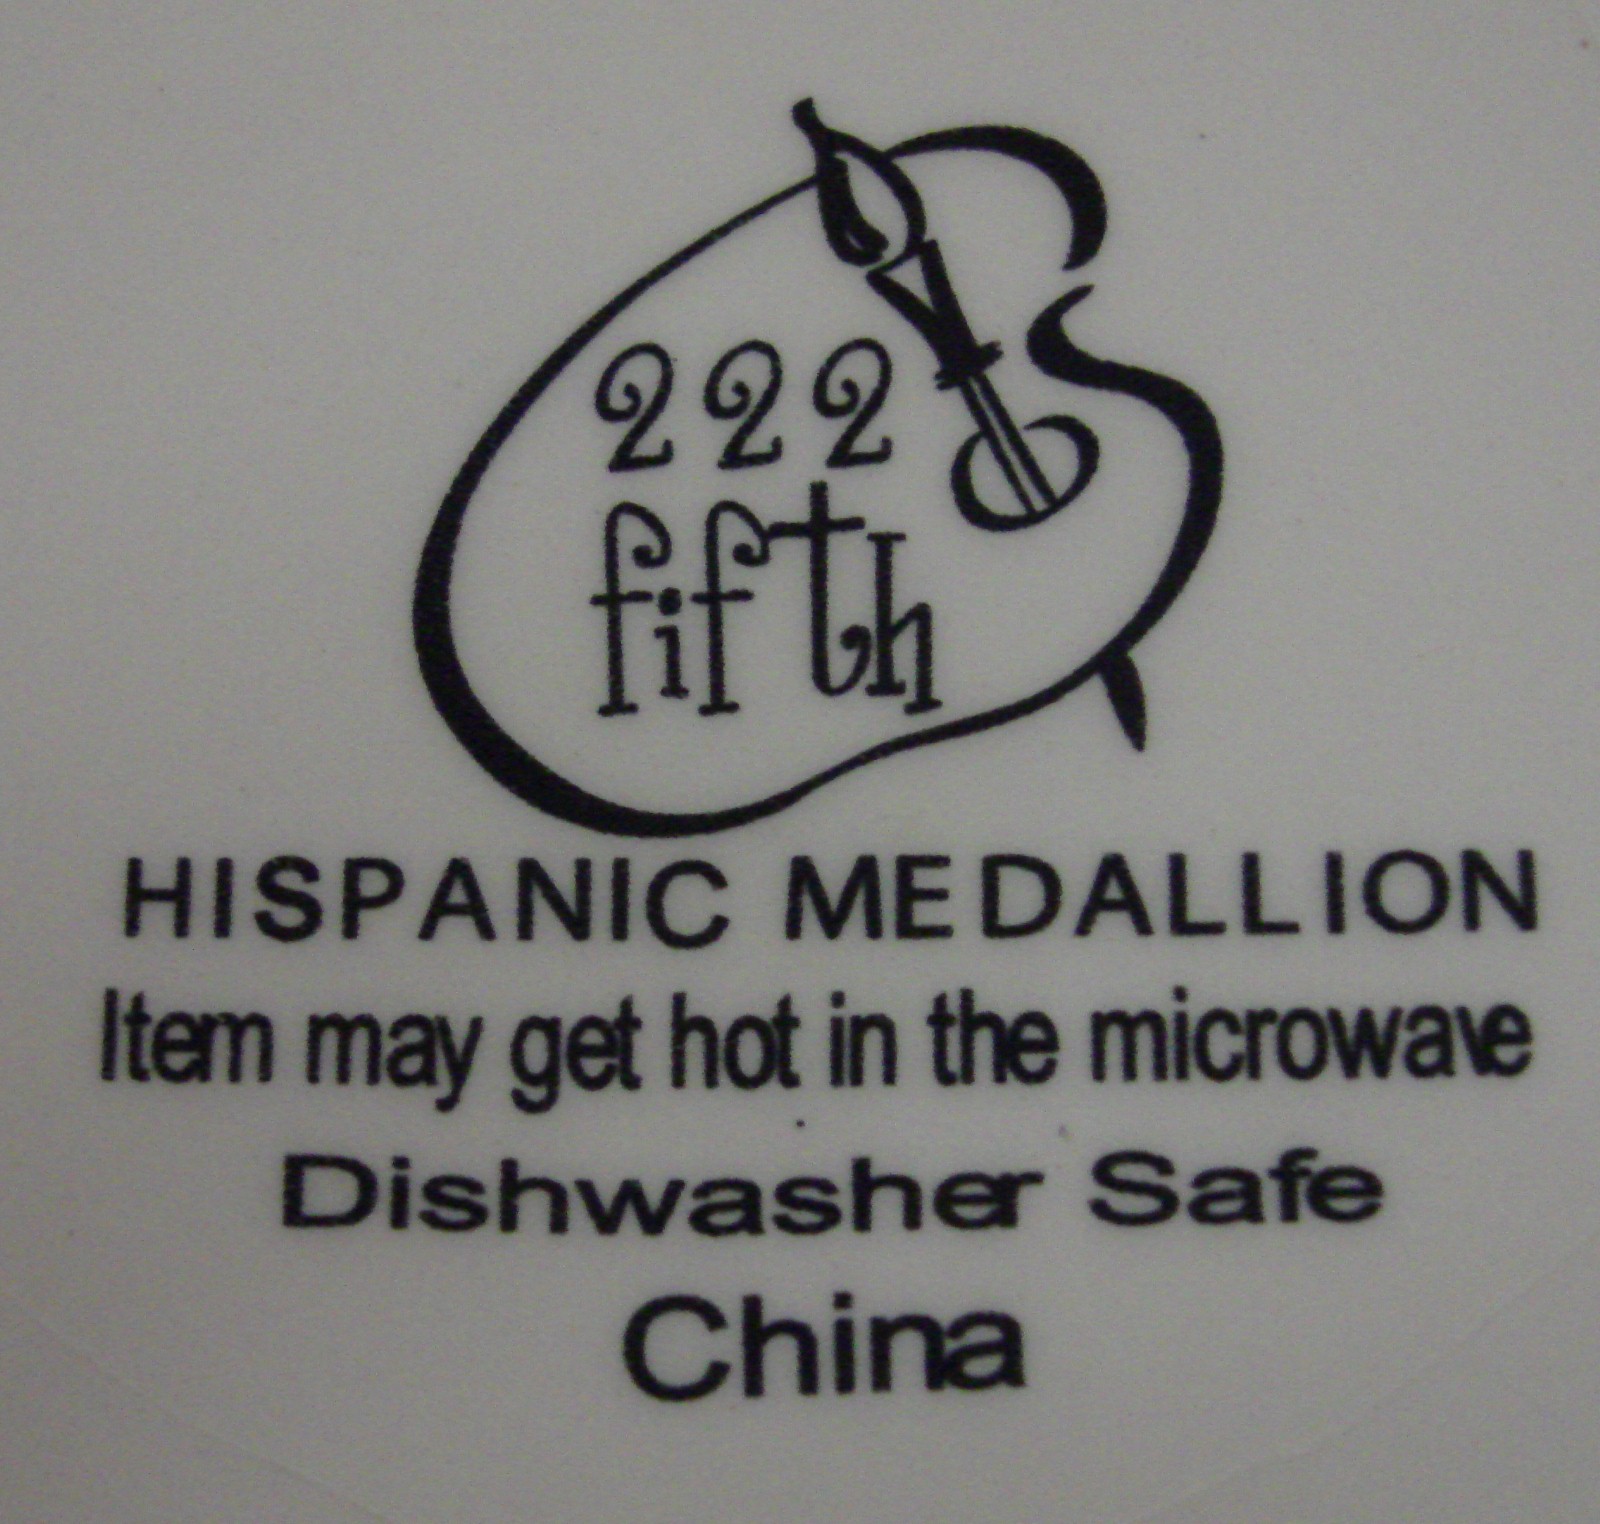 222
fifth
HISPANIC MEDALLION
Item may get hot in the microwave
Dishwasher Safe
China